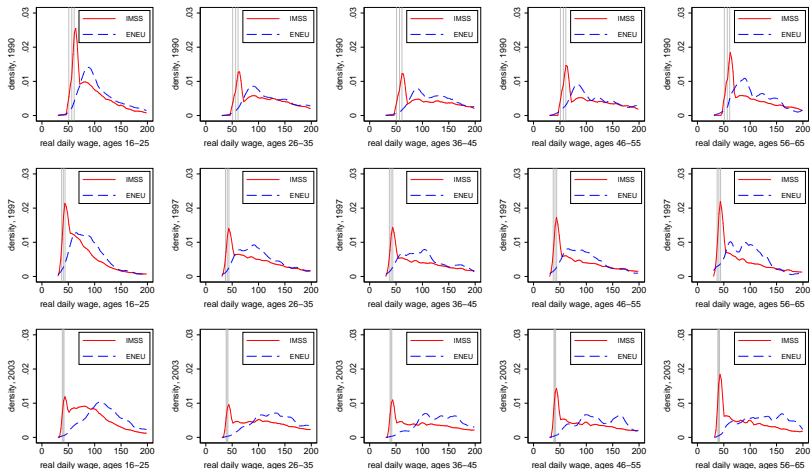 density, 1990
0 .01 .02 .03
IMSS
ENEU
0 50 100 150 200
real daily wage, ages 16−25
density, 1990
0 .01 .02 .03
IMSS
ENEU
0 50 100 150 200
real daily wage, ages 26−35
density, 1990
0 .01 .02 .03
IMSS
ENEU
0 50 100 150 200
real daily wage, ages 36−45
density, 1990
0 .01 .02 .03
IMSS
ENEU
0 50 100 150 200
real daily wage, ages 46−55
density, 1990
0 .01 .02 .03
IMSS
ENEU
0 50 100 150 200
real daily wage, ages 56−65
density, 1997
0 .01 .02 .03
IMSS
ENEU
0 50 100 150 200
real daily wage, ages 16−25
density, 1997
0 .01 .02 .03
IMSS
ENEU
0 50 100 150 200
real daily wage, ages 26−35
density, 1997
0 .01 .02 .03
IMSS
ENEU
0 50 100 150 200
real daily wage, ages 36−45
density, 1997
0 .01 .02 .03
IMSS
ENEU
0 50 100 150 200
real daily wage, ages 46−55
density, 1997
0 .01 .02 .03
IMSS
ENEU
0 50 100 150 200
real daily wage, ages 56−65
density, 2003
0 .01 .02 .03
IMSS
ENEU
0 50 100 150 200
real daily wage, ages 16−25
density, 2003
0 .01 .02 .03
IMSS
ENEU
0 50 100 150 200
real daily wage, ages 26−35
density, 2003
0 .01 .02 .03
IMSS
ENEU
0 50 100 150 200
real daily wage, ages 36−45
density, 2003
0 .01 .02 .03
IMSS
ENEU
0 50 100 150 200
real daily wage, ages 46−55
density, 2003
0 .01 .02 .03
IMSS
ENEU
0 50 100 150 200
real daily wage, ages 56−65